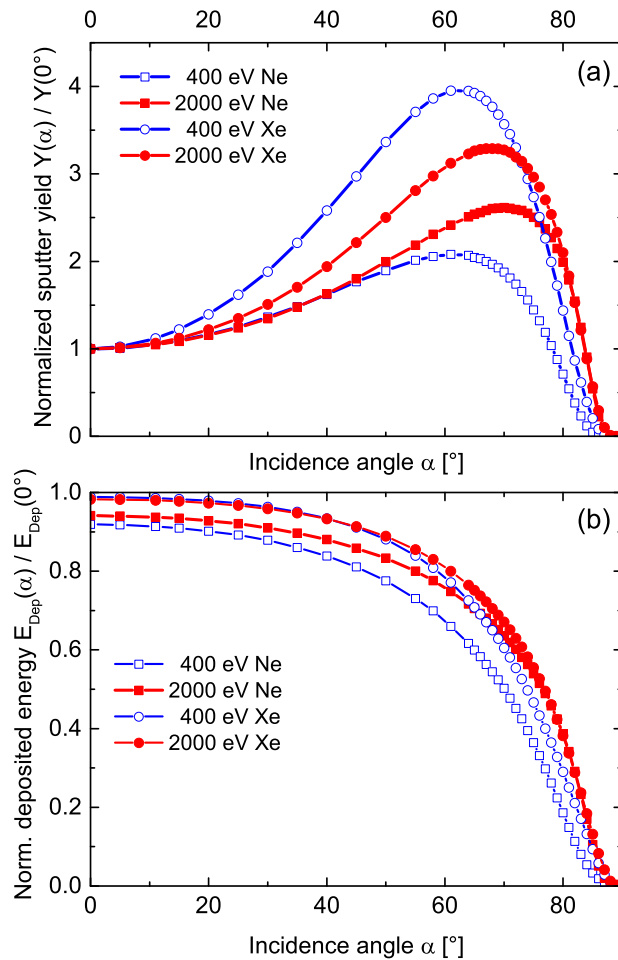 0 20 40 60 80
(a)
400 eV Ne
2000 eV Ne
400 eV Xe
2000 eV Xe
4
3
2
1
0
Normalized sputter yield Y(α) / Y(0°)
Incidence angle α [°]
(b)
400 eV Ne
2000 eV Ne
400 eV Xe
2000 eV Xe
1.0
0.8
0.6
0.4
0.2
0.0
Norm. deposited energy E_Dep(α) / E_Dep(0°)
0 20 40 60 80
Incidence angle α [°]